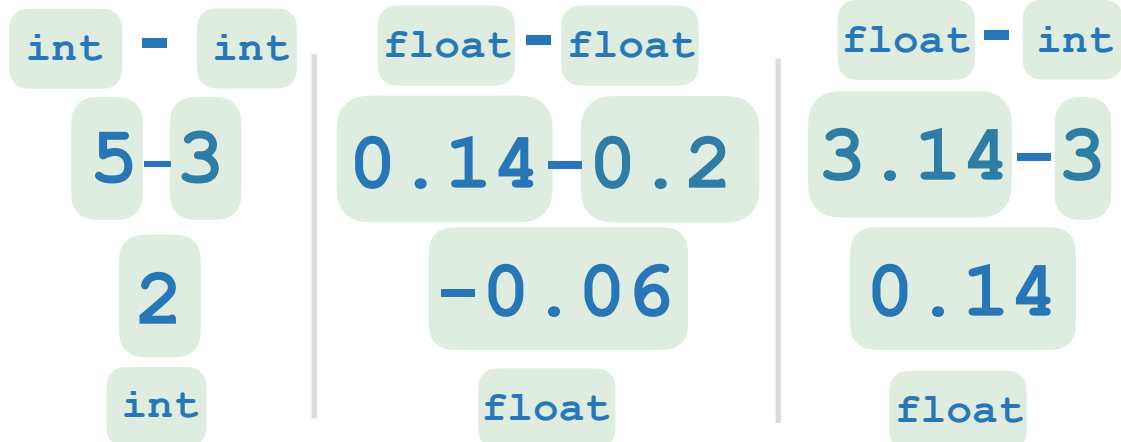 int - int
5-3
2
int
float - float
0.14-0.2
-0.06
float
float - int
3.14-3
0.14
float